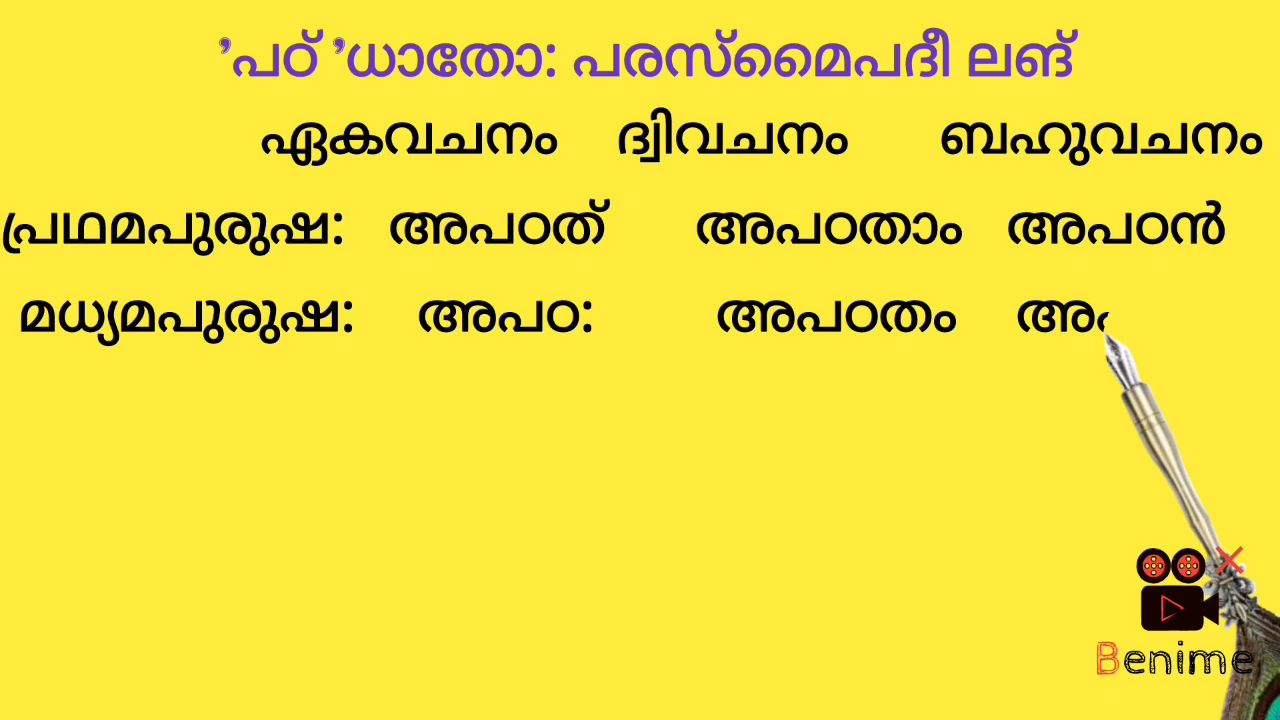 ’പഠ് ’ധാതോ: പരസ്മൈപദീ ലങ്
ഏകവചനം ദ്വിവചനം ബഹുവചനം
പ്രഥമപുരുഷ: അപഠത് അപഠതാം അപഠൻ
മധ്യമപുരുഷ: അപഠ: അപഠതം
Benime